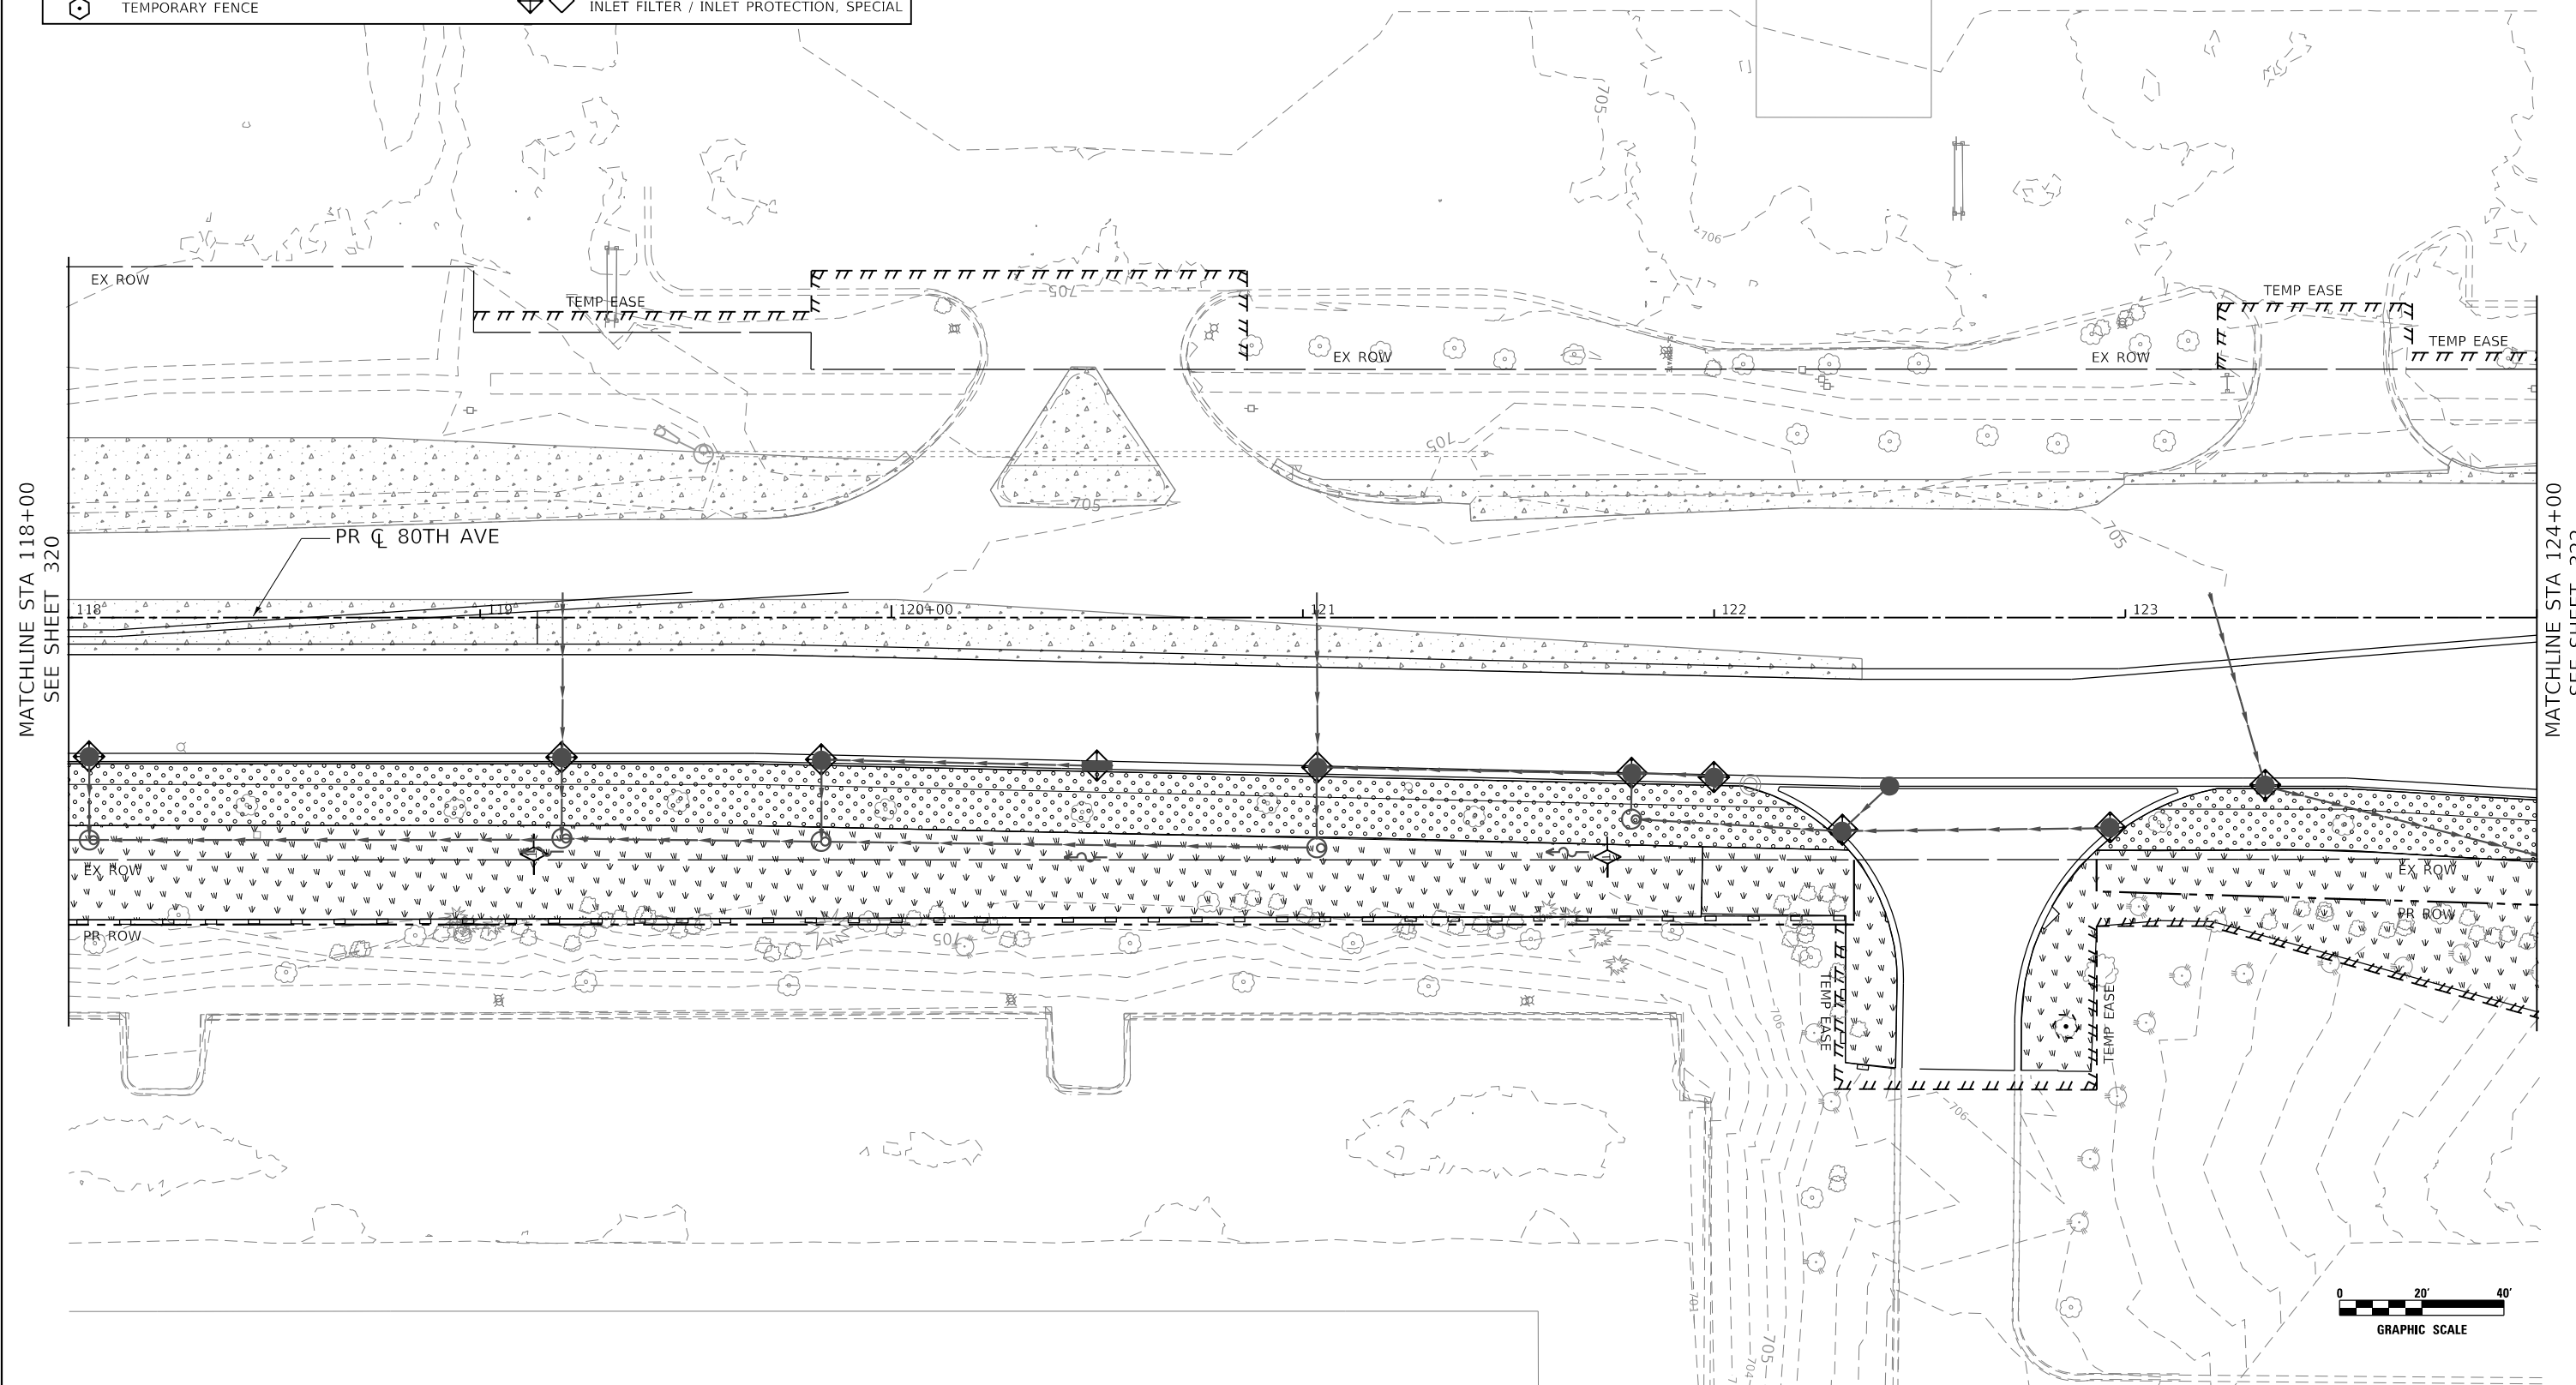 TEMPORARY FENCE
INLET FILTER / INLET PROTECTION, SPECIAL
705
706
EX ROW
TEMP EASE
705
TEMP EASE
TEMP EASE
EX ROW
EX ROW
705
705
705
MATCHLINE STA 118+00
SEE SHEET 320
PR ℄ 80TH AVE
MATCHLINE STA 124+00
118
119
120+00
121
122
123
EX ROW
EX ROW
PR ROW
PR ROW
705
TEMP EASE
TEMP EASE
706
706
701
704
705
0 20' 40'
GRAPHIC SCALE